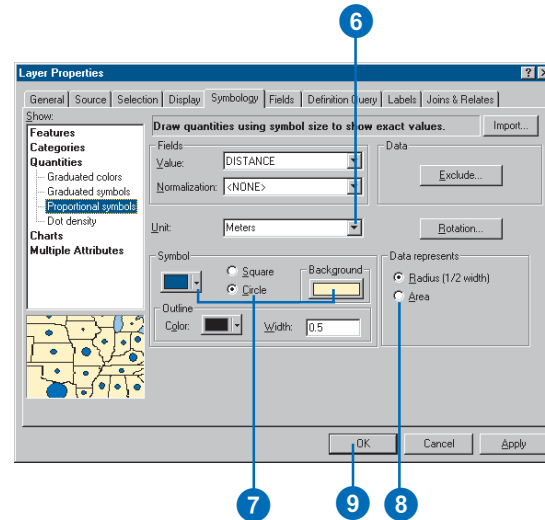 6
Layer Properties
General Source Selection Display Symbology Fields Definition Query Labels Joins & Relates
Show:
Features
Categories
Quantities
Graduated colors
Graduated symbols
Proportional symbols
Dot density
Charts
Multiple Attributes
Draw quantities using symbol size to show exact values.
Import...
Fields
Value: DISTANCE
Normalization: <NONE>
Data
Exclude...
Unit: Meters
Rotation...
Symbol
Square
Circle
Background
Outline
Color: Width: 0.5
Data represents
Radius (1/2 width)
Area
OK Cancel Apply
7 9 8